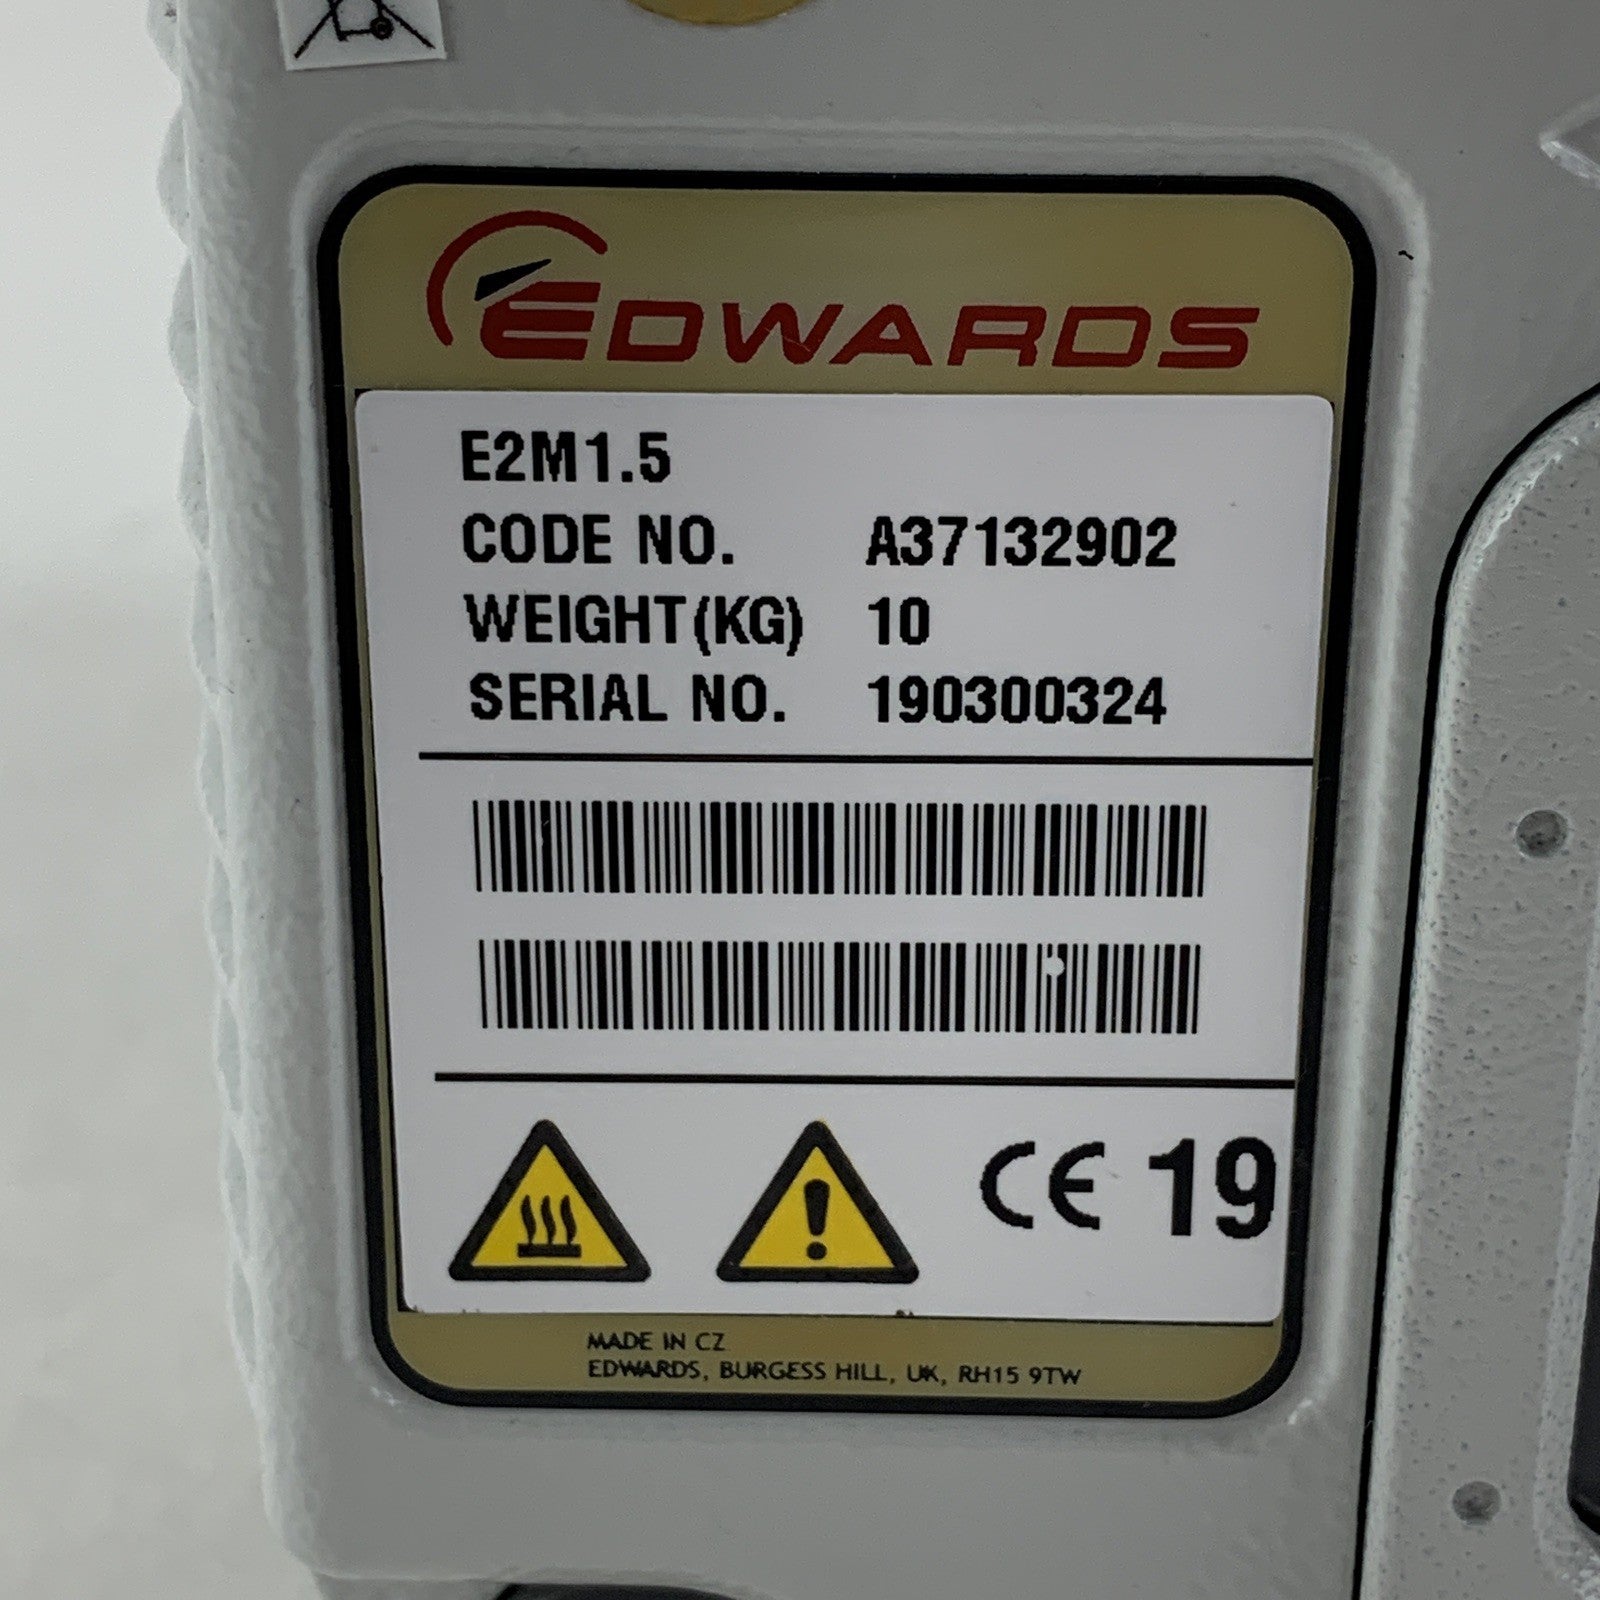 EDWARDS
E2M1.5
CODE NO. A37132902
WEIGHT(KG) 10
SERIAL NO. 190300324
CE 19
MADE IN CZ
EDWARDS, BURGESS HILL, UK, RH15 9TW